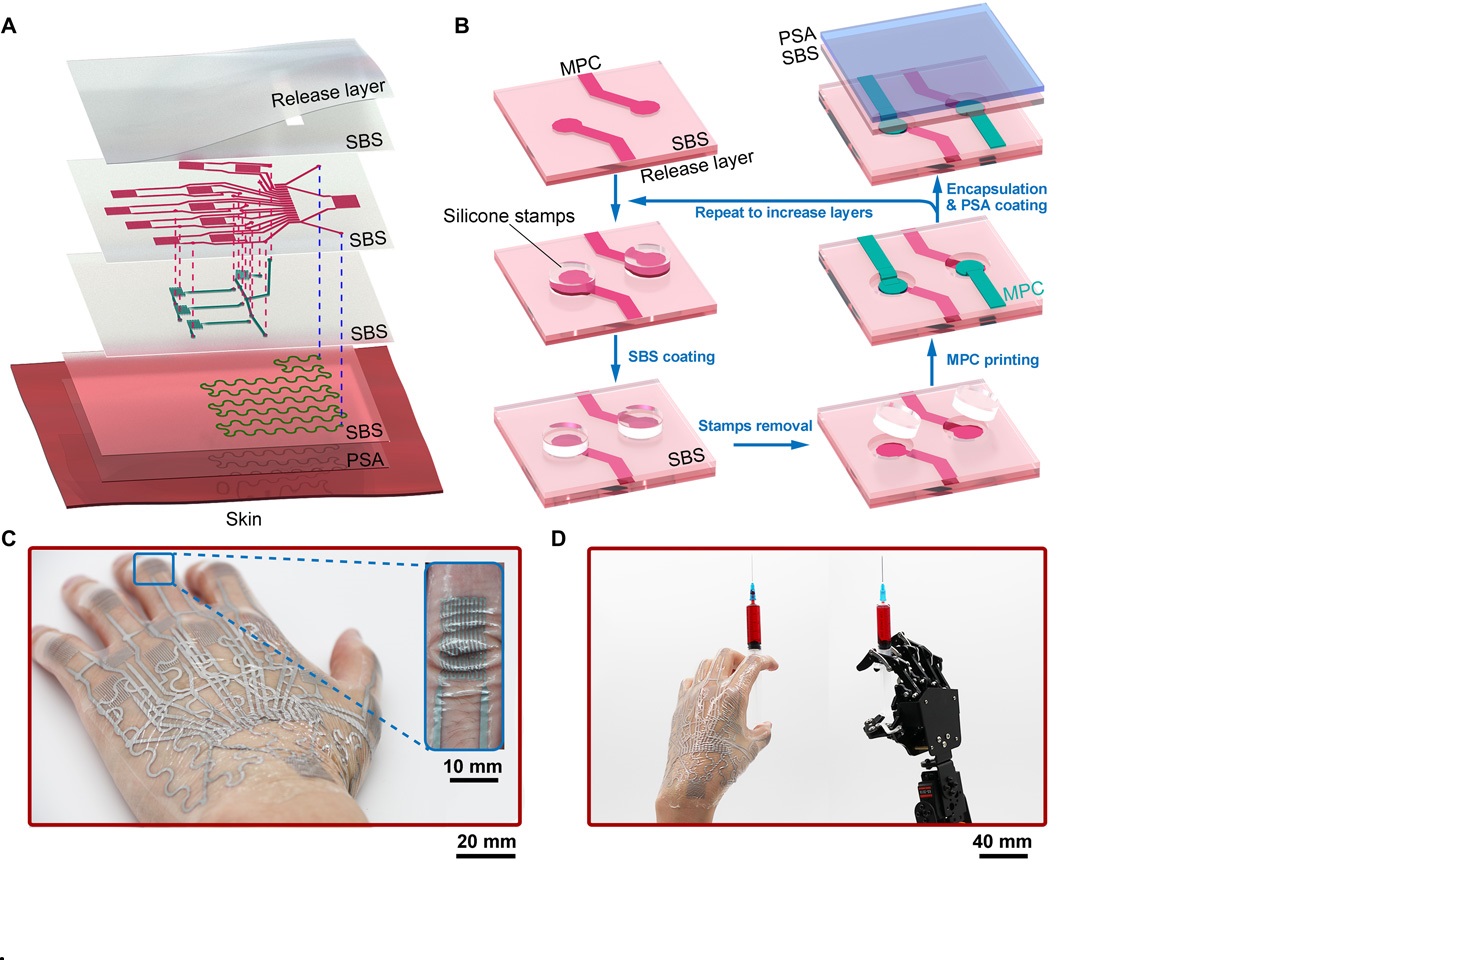 A
Release layer
SBS
SBS
SBS
SBS
PSA
Skin
B
MPC
SBS
Release layer
Silicone stamps
SBS coating
SBS
Stamps removal
MPC printing
MPC
Repeat to increase layers
Encapsulation
& PSA coating
PSA
SBS
C
10 mm
20 mm
D
40 mm